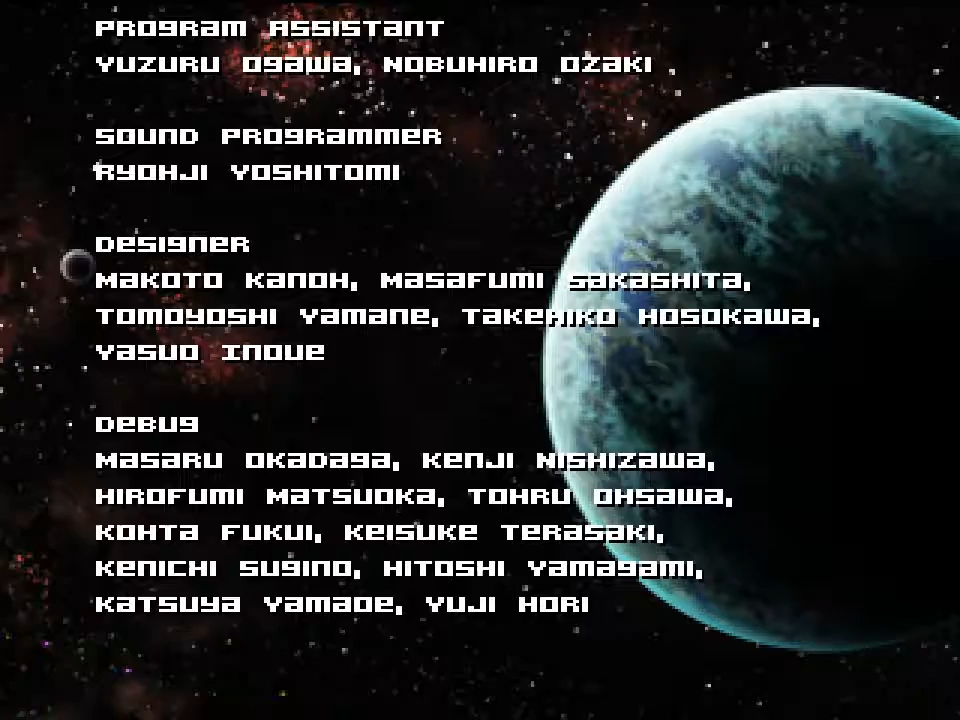 PROGRAM ASSISTANT
YUZURU OGAWA, NOBUHIRO OZAKI
SOUND PROGRAMMER
RYOHJI YOSHITOMI
DESIGNER
MAKOTO KANOH, MASAFUMI SAKASHITA,
TOMOYOSHI YAMANE, TAKEHIKO HOSOKAWA,
YASUO INOUE
DEBUG
MASARU OKADAGA, KENJI NISHIZAWA,
HIROFUMI MATSUOKA, TOHRU OHSAWA,
KOHTA FUKUI, KEISUKE TERASAKI,
KENICHI SUGINO, HITOSHI YAMAGAMI,
KATSUYA YAMADE, YUJI HORI